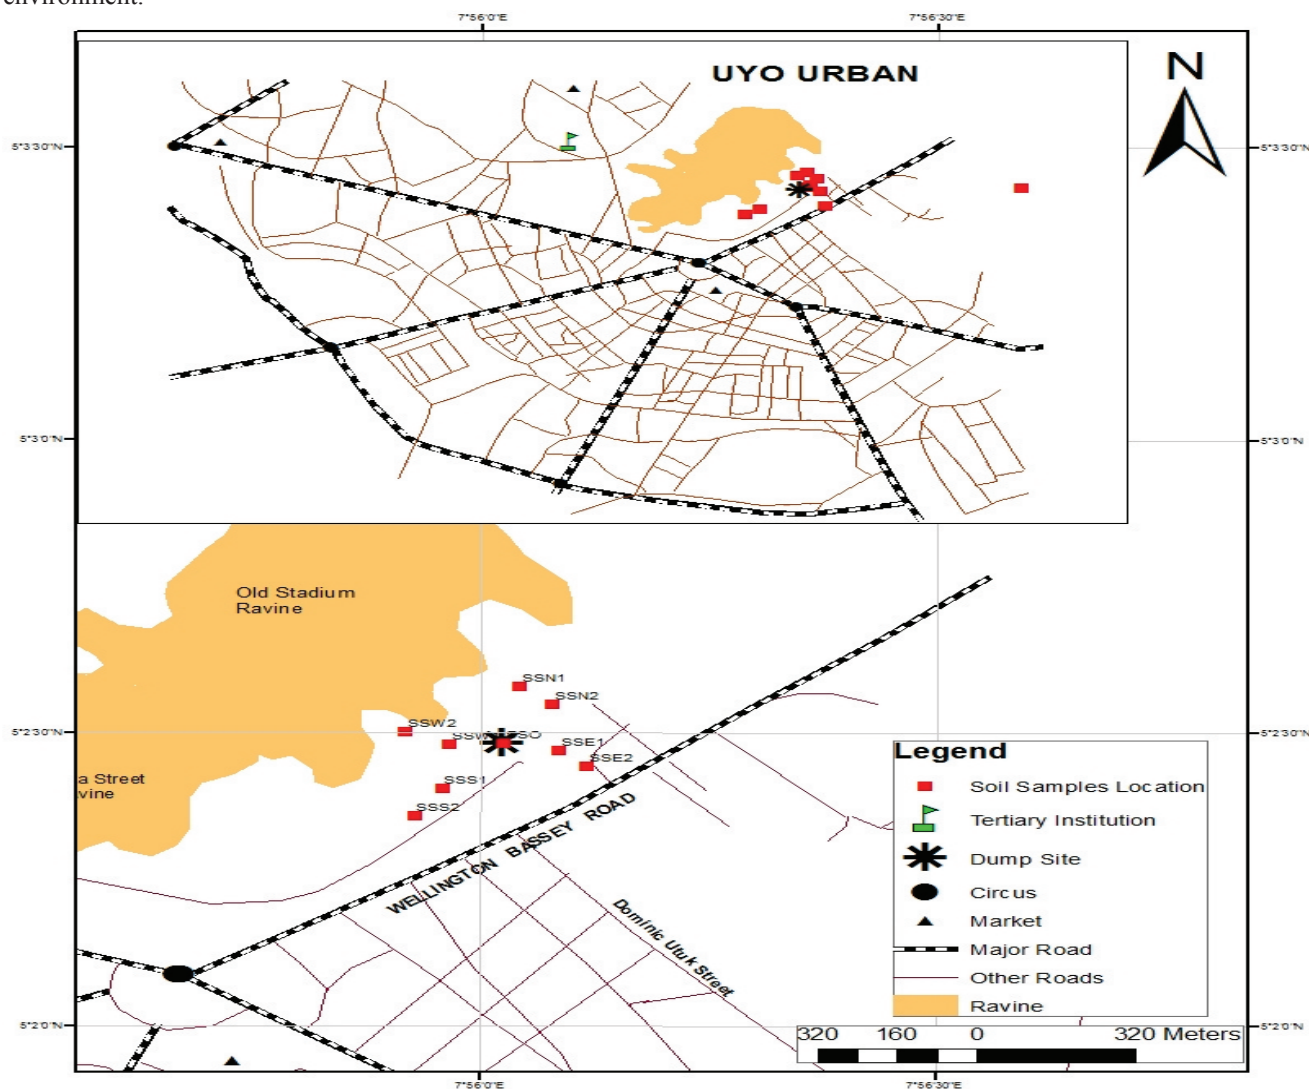 environment.
7°56'0"E 7°56'30"E
UYO URBAN
N
5°3'30"N 5°3'30"N
5°3'0"N 5°3'0"N
Old Stadium
Ravine
SSN1
SSN2
SSW2
SSE1
SSE2
5°2'30"N 5°2'30"N
a Street
vine
SSS1
SSS2
WELLINGTON BASSEY ROAD
Dominic Utuk Street
Legend
Soil Samples Location
Tertiary Institution
Dump Site
Circus
Market
Major Road
Other Roads
Ravine
5°2'0"N 5°2'0"N
320 160 0 320 Meters
7°56'0"E 7°56'30"E